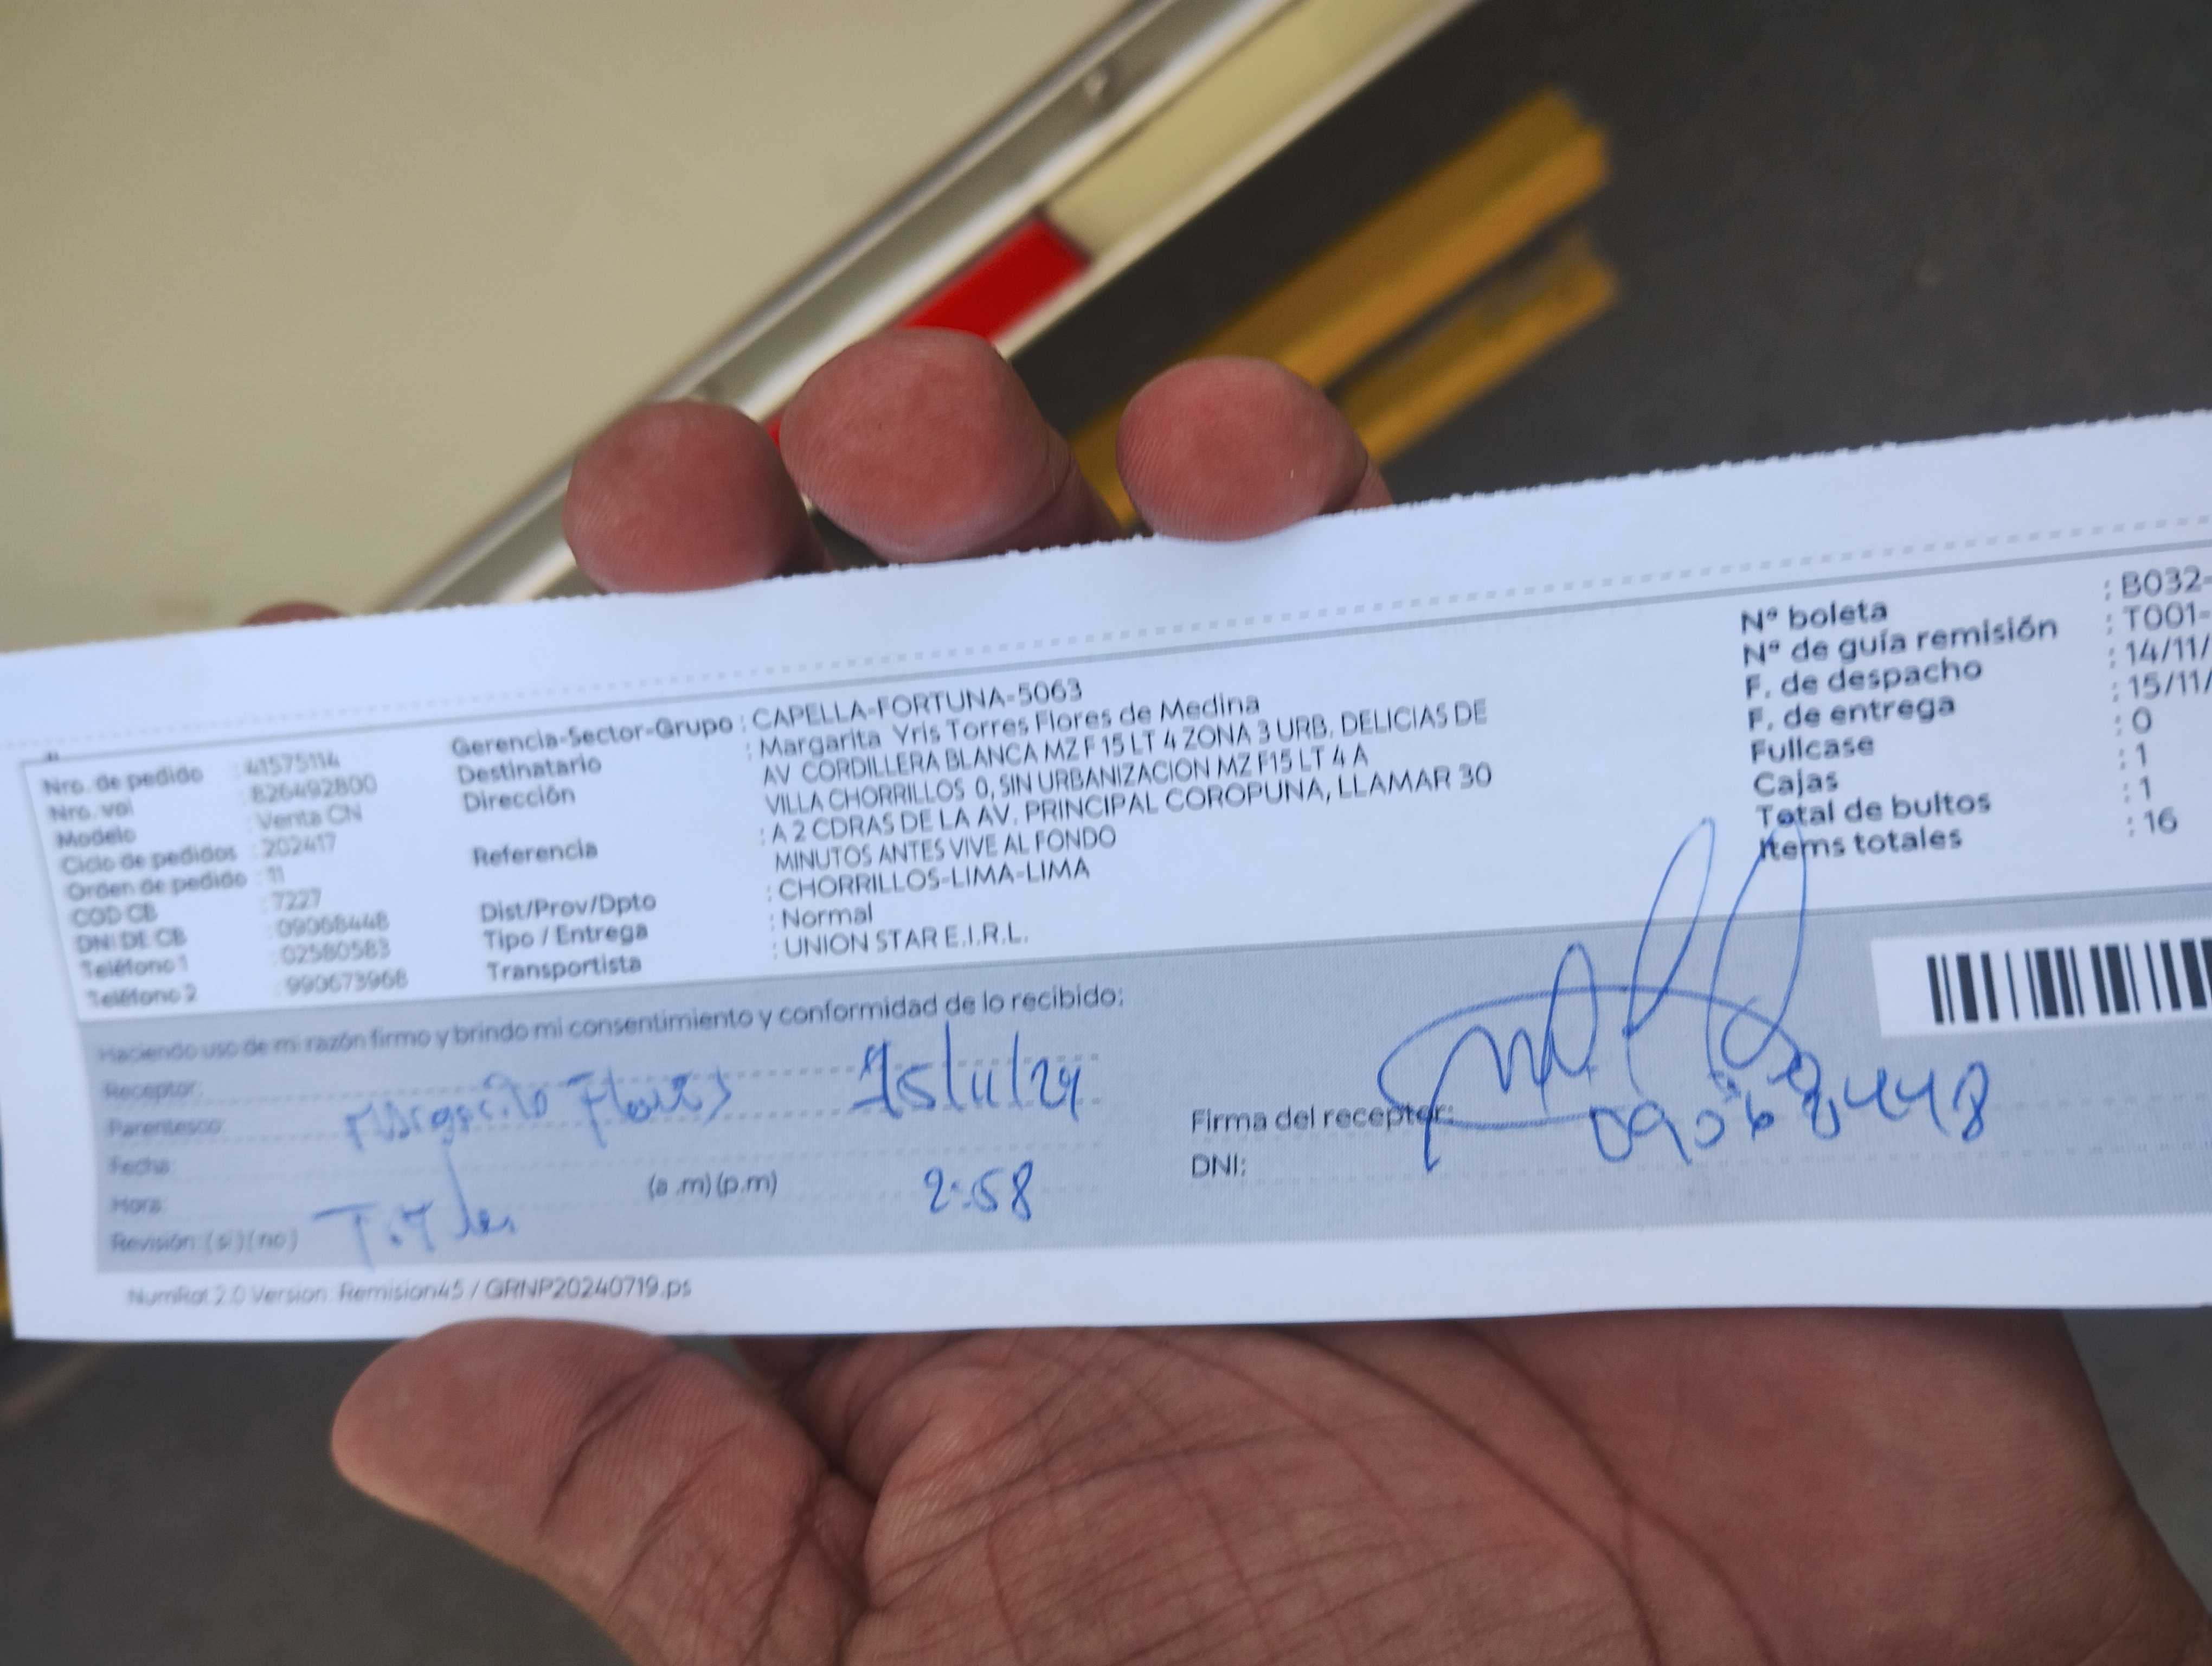 Nro. de pedido : 41575114
Nro. vol : 826492800
Modelo : Venta CN
Ciclo de pedidos : 202417
Orden de pedido : 11
COD CB : 7227
DNI DE CB : 09068448
Teléfono 1 : 02580583
Teléfono 2 : 990673968
Gerencia-Sector-Grupo : CAPELLA-FORTUNA-5063
Destinatario : Margarita Yris Torres Flores de Medina
Dirección : AV CORDILLERA BLANCA MZ F 15 LT 4 ZONA 3 URB. DELICIAS DE
VILLA CHORRILLOS 0, SIN URBANIZACION MZ F15 LT 4 A
Referencia : A 2 CDRAS DE LA AV. PRINCIPAL COROPUNA, LLAMAR 30
MINUTOS ANTES VIVE AL FONDO
Dist/Prov/Dpto : CHORRILLOS-LIMA-LIMA
Tipo / Entrega : Normal
Transportista : UNION STAR E.I.R.L.
Nº boleta : B032-
Nº de guía remisión : T001-
F. de despacho : 14/11/
F. de entrega : 15/11/
Fullcase : 0
Cajas : 1
Total de bultos : 1
Items totales : 16
Haciendo uso de mi razón firmo y brindo mi consentimiento y conformidad de lo recibido:
Receptor:
Parentesco: Margarita Flores 15/11/24
Fecha:
Hora: (a .m) (p.m) 2:58
Revisión: ( si ) ( no )
Firma del receptor:
DNI: 09068448
NumRot 2.0 Version: Remision45 / GRNP20240719.ps